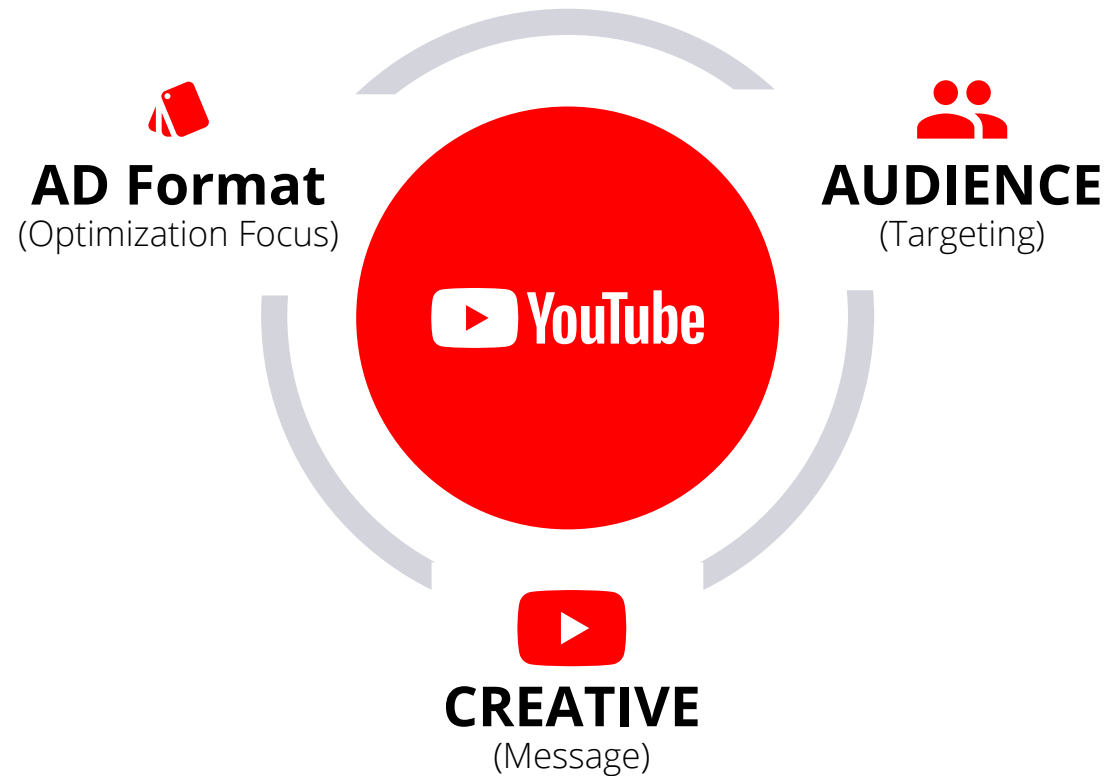 AD Format
(Optimization Focus)
AUDIENCE
(Targeting)
YouTube
CREATIVE
(Message)